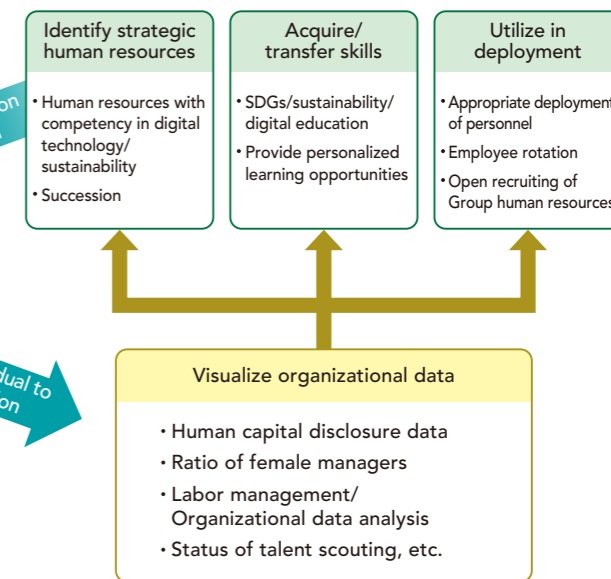 Identify strategic
human resources
• Human resources with
competency in digital
technology/
sustainability
• Succession
Acquire/
transfer skills
• SDGs/sustainability/
digital education
• Provide personalized
learning opportunities
Utilize in
deployment
• Appropriate deployment
of personnel
• Employee rotation
• Open recruiting of
Group human resources
Visualize organizational data
• Human capital disclosure data
• Ratio of female managers
• Labor management/
Organizational data analysis
• Status of talent scouting, etc.
to